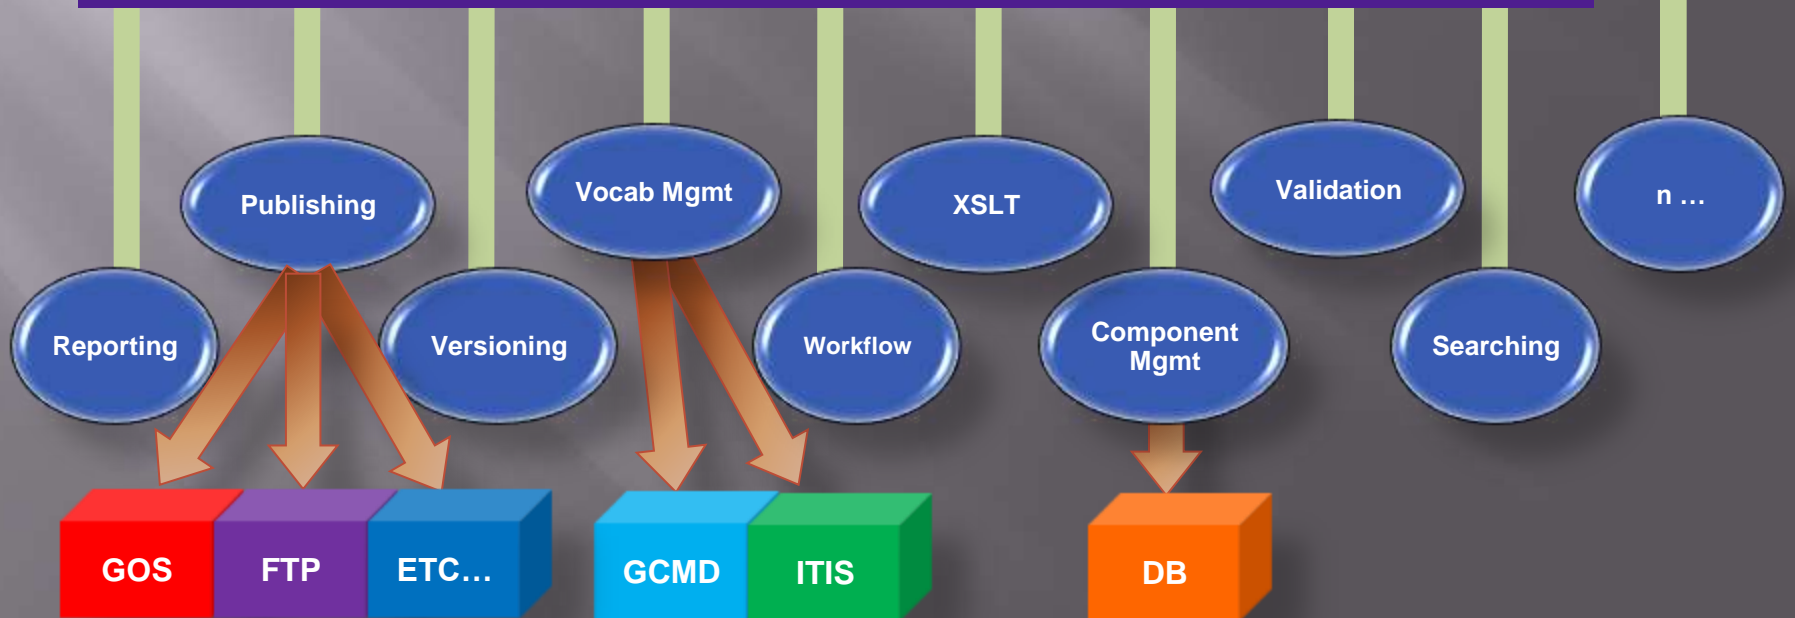 Publishing
Vocab Mgmt
XSLT
Validation
n ...
Reporting
Versioning
Workflow
Component
Mgmt
Searching
GOS
FTP
ETC...
GCMD
ITIS
DB